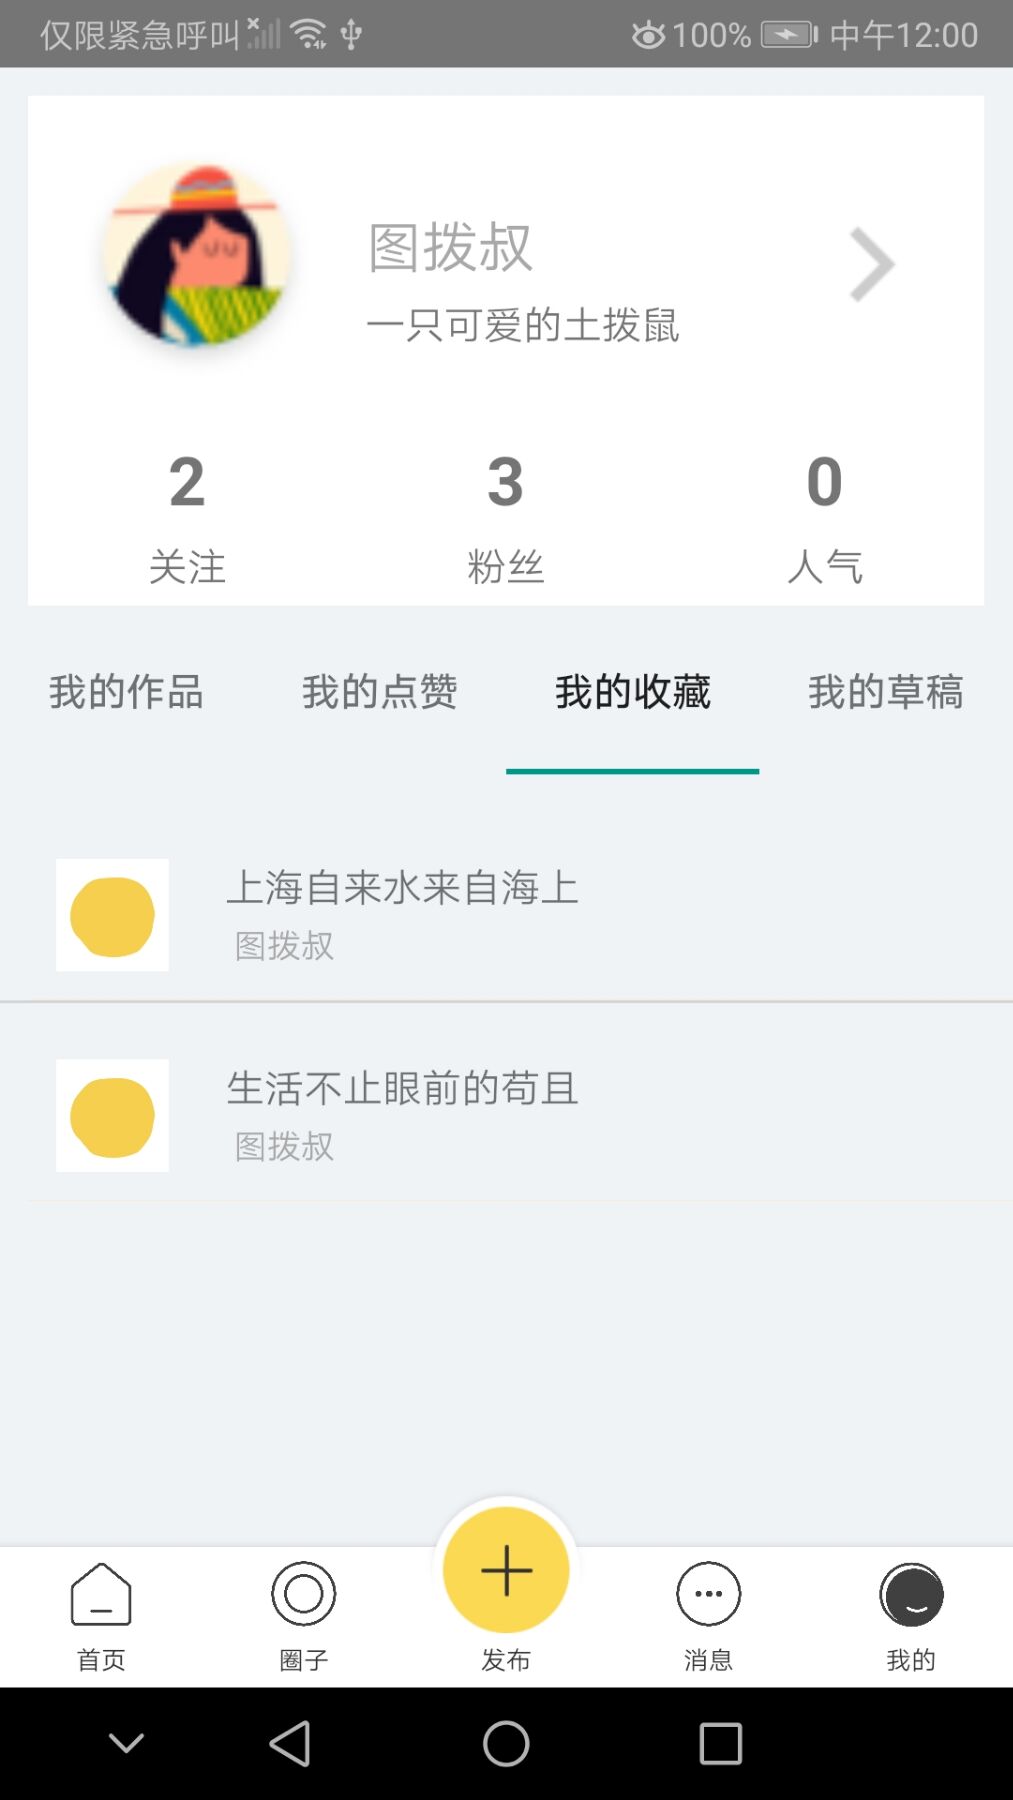 仅限紧急呼叫 100% 中午12:00
图拨叔
一只可爱的土拨鼠
2 3 0
关注 粉丝 人气
我的作品 我的点赞 我的收藏 我的草稿
上海自来水来自海上
图拨叔
生活不止眼前的苟且
图拨叔
首页 圈子 发布 消息 我的